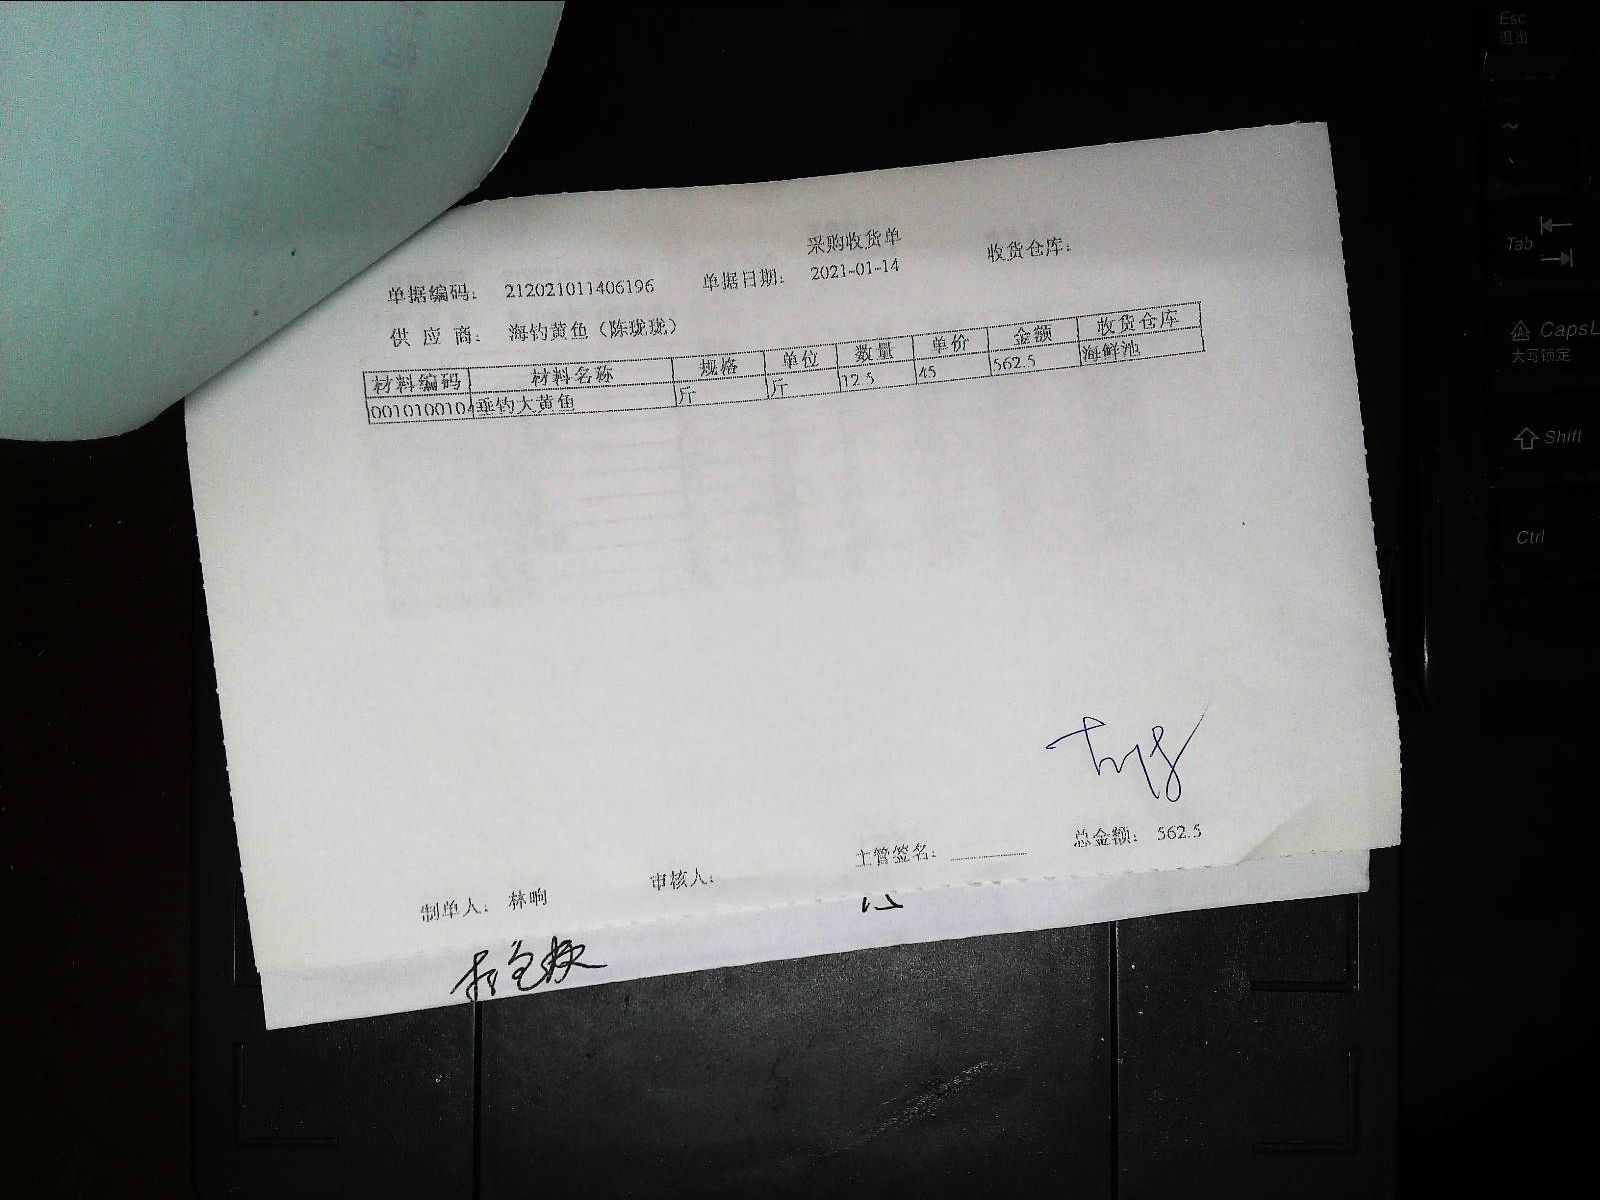 采购收货单
单据编码： 212021011406196 单据日期： 2021-01-14 收货仓库：
供 应 商： 海钓黄鱼（陈珑珑）
材料编码 材料名称 规格 单位 数量 单价 金额 收货仓库
001010010 垂钓大黄鱼 斤 斤 12.5 45 562.5 海鲜池
制单人： 林响 审核人： 主管签名： 总金额： 562.5
Esc
退出
~
Tab
CapsL
大写锁定
Shift
Ctrl